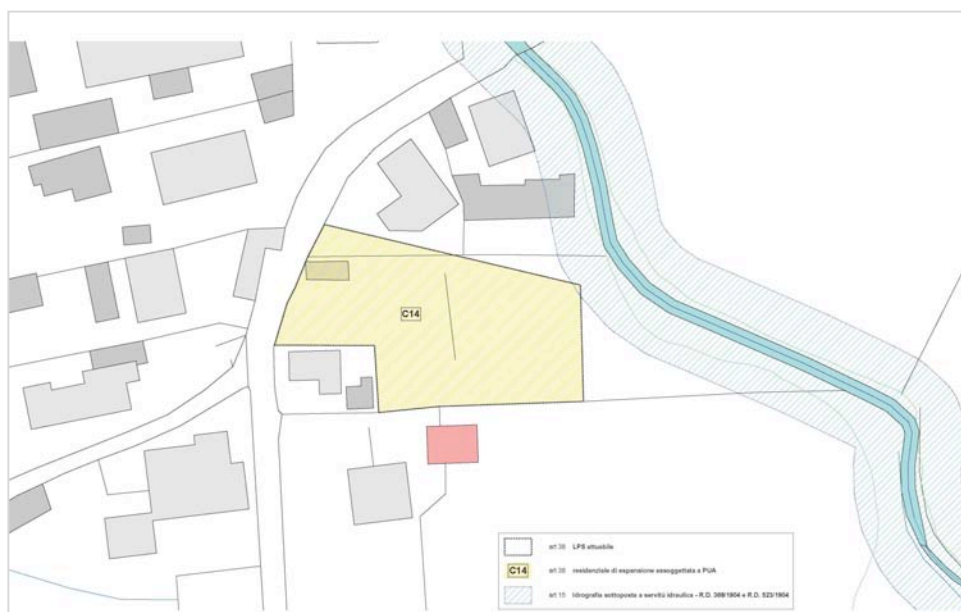 C14
art 38 LPS attuabile
C14 art 38 residenziale di espansione assoggettata a PUA
art 15 Idrografia sottoposta a servitù idraulica - R.D. 368/1904 e R.D. 523/1904